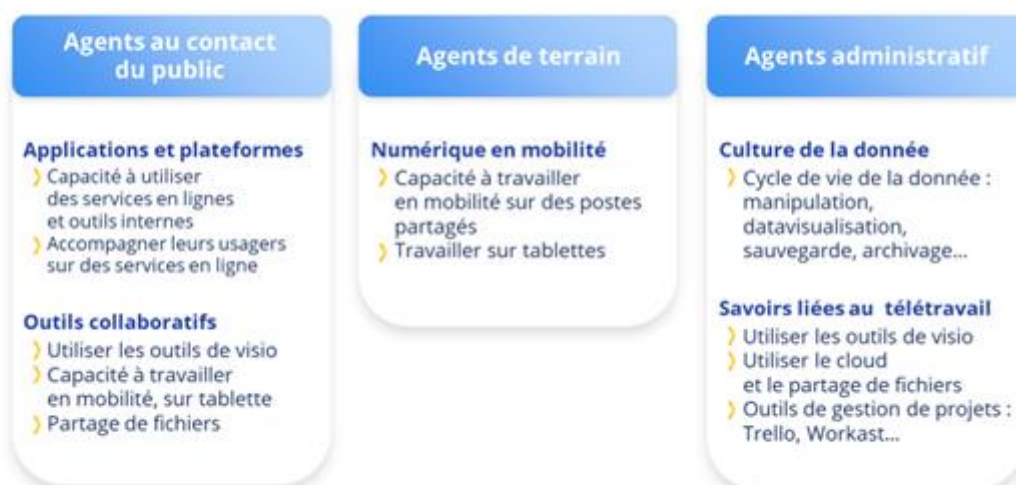 Agents au contact
du public
Applications et plateformes
Capacité à utiliser
des services en lignes
et outils internes
Accompagner leurs usagers
sur des services en ligne
Outils collaboratifs
Utiliser les outils de visio
Capacité à travailler
en mobilité, sur tablette
Partage de fichiers
Agents de terrain
Numérique en mobilité
Capacité à travailler
en mobilité sur des postes
partagés
Travailler sur tablettes
Agents administratif
Culture de la donnée
Cycle de vie de la donnée :
manipulation,
datavisualisation,
sauvegarde, archivage...
Savoirs liées au télétravail
Utiliser les outils de visio
Utiliser le cloud
et le partage de fichiers
Outils de gestion de projets :
Trello, Workast...